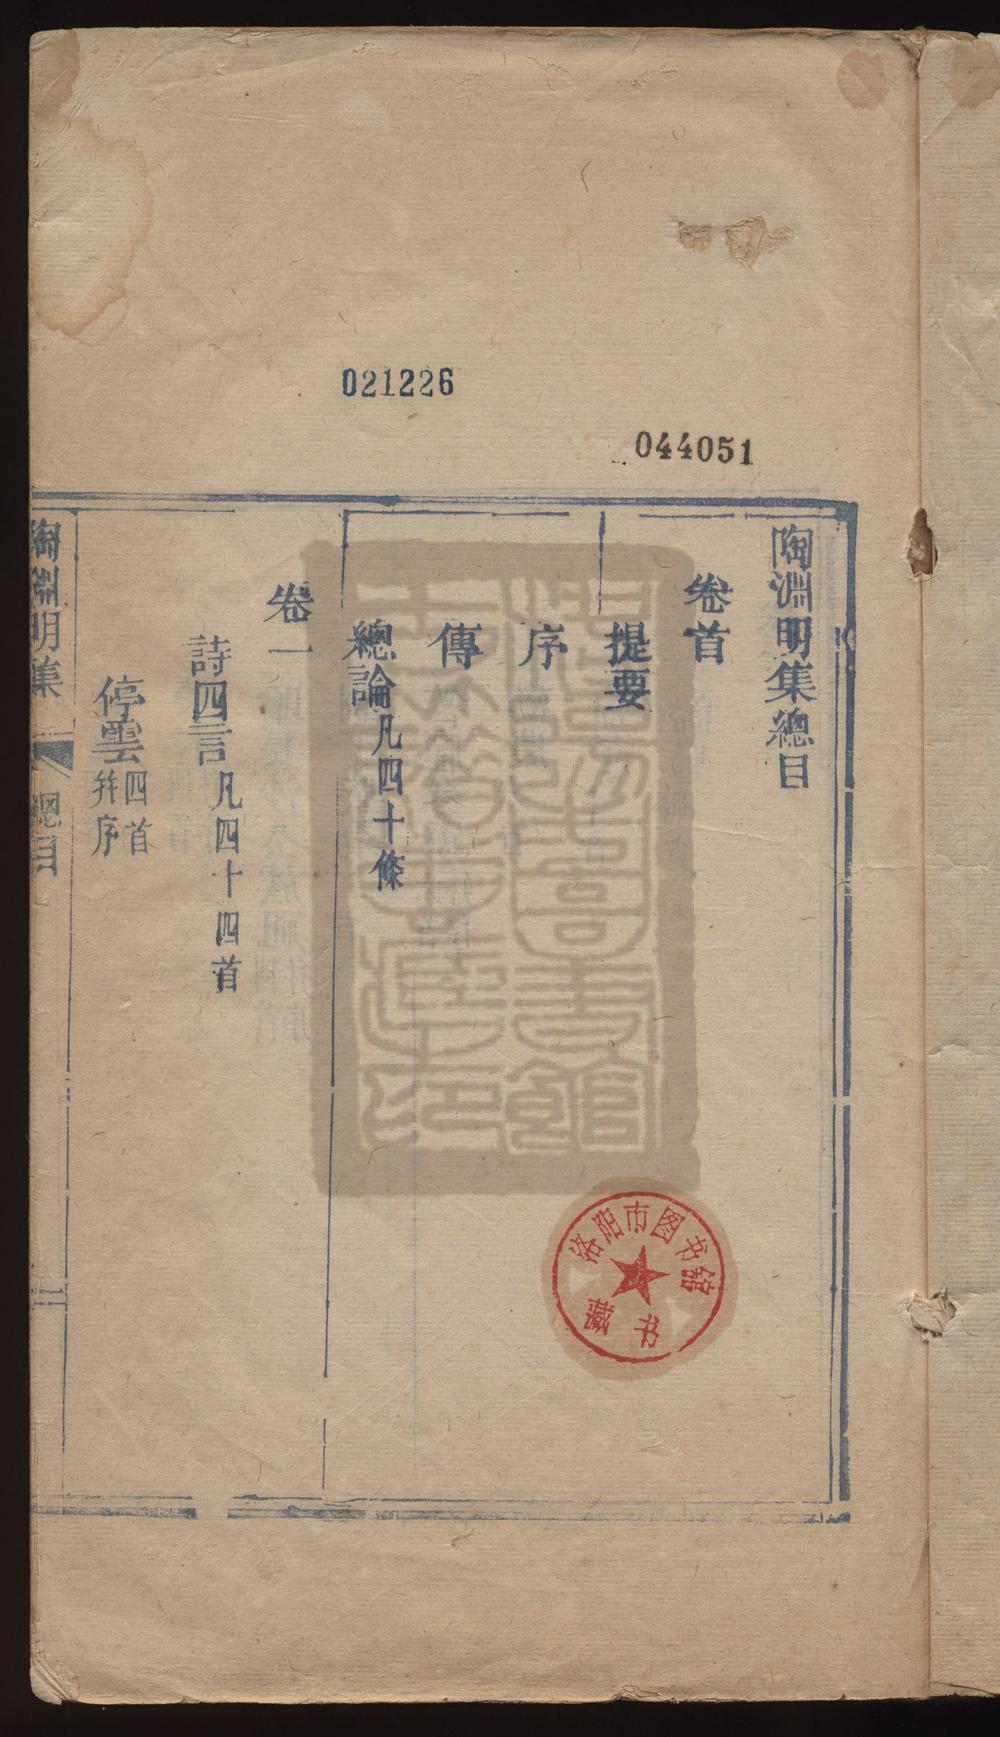 021226
044051
陶淵明集總目
卷首
提要
序
傳
總論凡四十條
卷一
詩四言凡四十四首
停雲四首
并序
陶淵明集
總目
二
洛阳市图书馆
藏书